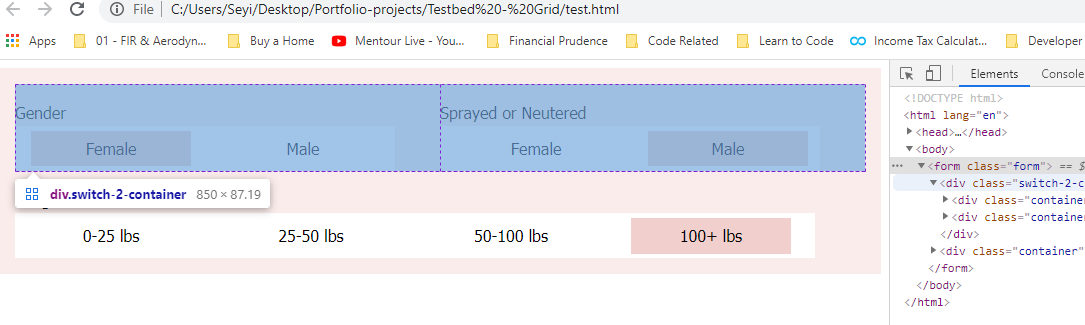 File | C:/Users/Seyi/Desktop/Portfolio-projects/Testbed%20-%20Grid/test.html
Apps 01 - FIR & Aerodyn... Buy a Home Mentour Live - You... Financial Prudence Code Related Learn to Code Income Tax Calculat... Developer
Elements Console
<!DOCTYPE html>
<html lang="en">
<head>…</head>
<body>
<form class="form"> == $
<div class="switch-2-c
<div class="container
<div class="container
</div>
<div class="container"
</form>
</body>
</html>
Gender Sprayed or Neutered
Female Male Female Male
div.switch-2-container 850 × 87.19
0-25 lbs 25-50 lbs 50-100 lbs 100+ lbs